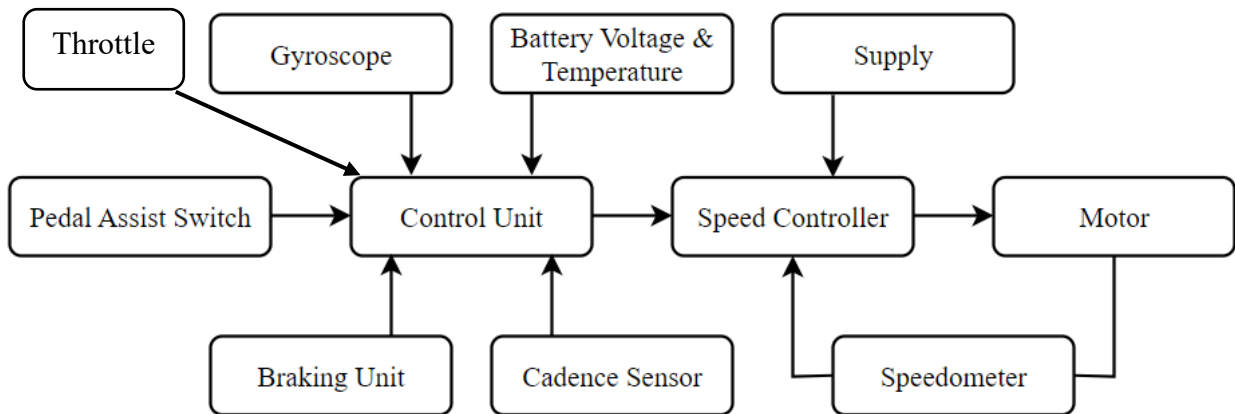 Throttle
Gyroscope
Battery Voltage &
Temperature
Supply
Pedal Assist Switch
Control Unit
Speed Controller
Motor
Braking Unit
Cadence Sensor
Speedometer